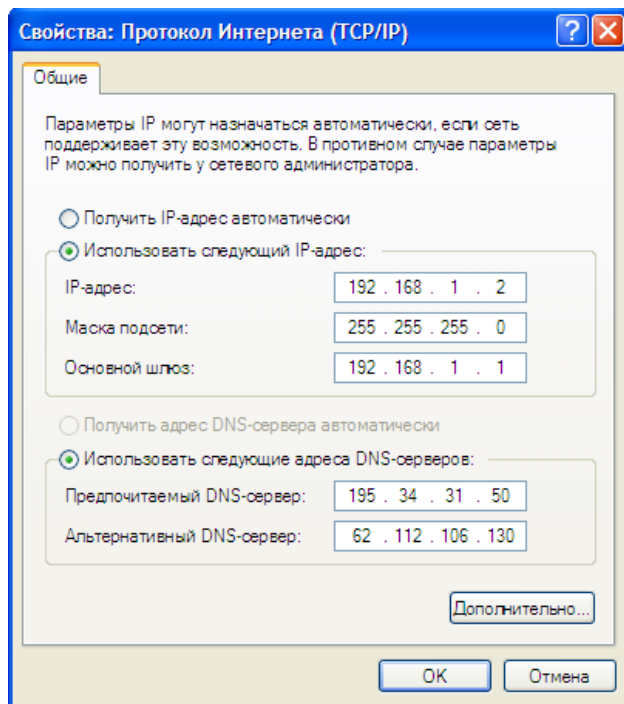 Свойства: Протокол Интернета (TCP/IP)
Общие
Параметры IP могут назначаться автоматически, если сеть
поддерживает эту возможность. В противном случае параметры
IP можно получить у сетевого администратора.
Получить IP-адрес автоматически
Использовать следующий IP-адрес:
IP-адрес: 192 . 168 . 1 . 2
Маска подсети: 255 . 255 . 255 . 0
Основной шлюз: 192 . 168 . 1 . 1
Получить адрес DNS-сервера автоматически
Использовать следующие адреса DNS-серверов:
Предпочитаемый DNS-сервер: 195 . 34 . 31 . 50
Альтернативный DNS-сервер: 62 . 112 . 106 . 130
Дополнительно...
OK Отмена